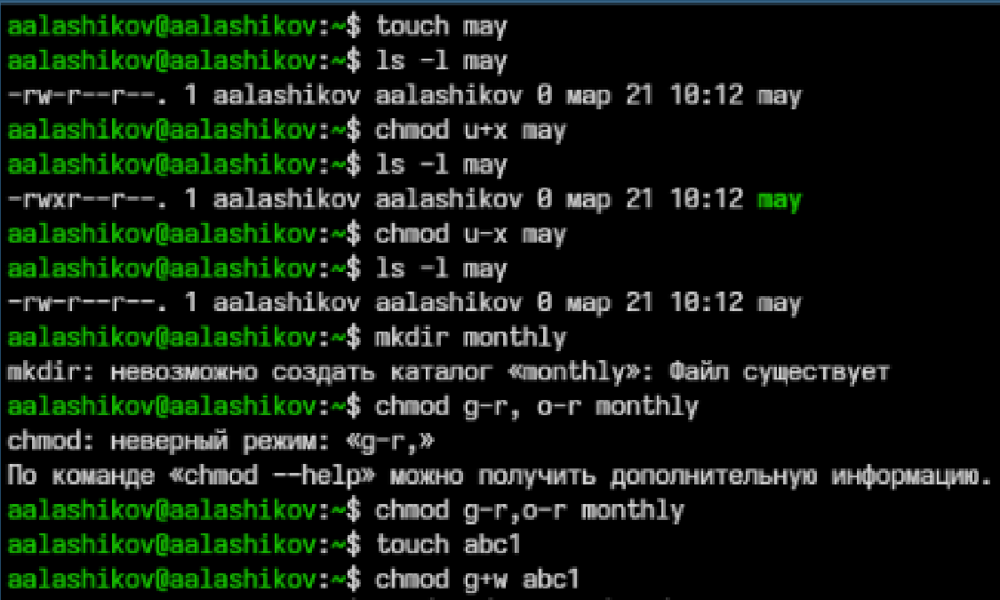 aalashikov@aalashikov:~$ touch may
aalashikov@aalashikov:~$ ls -l may
-rw-r--r--. 1 aalashikov aalashikov 0 мар 21 10:12 may
aalashikov@aalashikov:~$ chmod u+x may
aalashikov@aalashikov:~$ ls -l may
-rwxr--r--. 1 aalashikov aalashikov 0 мар 21 10:12 may
aalashikov@aalashikov:~$ chmod u-x may
aalashikov@aalashikov:~$ ls -l may
-rw-r--r--. 1 aalashikov aalashikov 0 мар 21 10:12 may
aalashikov@aalashikov:~$ mkdir monthly
mkdir: невозможно создать каталог «monthly»: Файл существует
aalashikov@aalashikov:~$ chmod g-r, o-r monthly
chmod: неверный режим: «g-r,»
По команде «chmod --help» можно получить дополнительную информацию.
aalashikov@aalashikov:~$ chmod g-r,o-r monthly
aalashikov@aalashikov:~$ touch abc1
aalashikov@aalashikov:~$ chmod g+w abc1